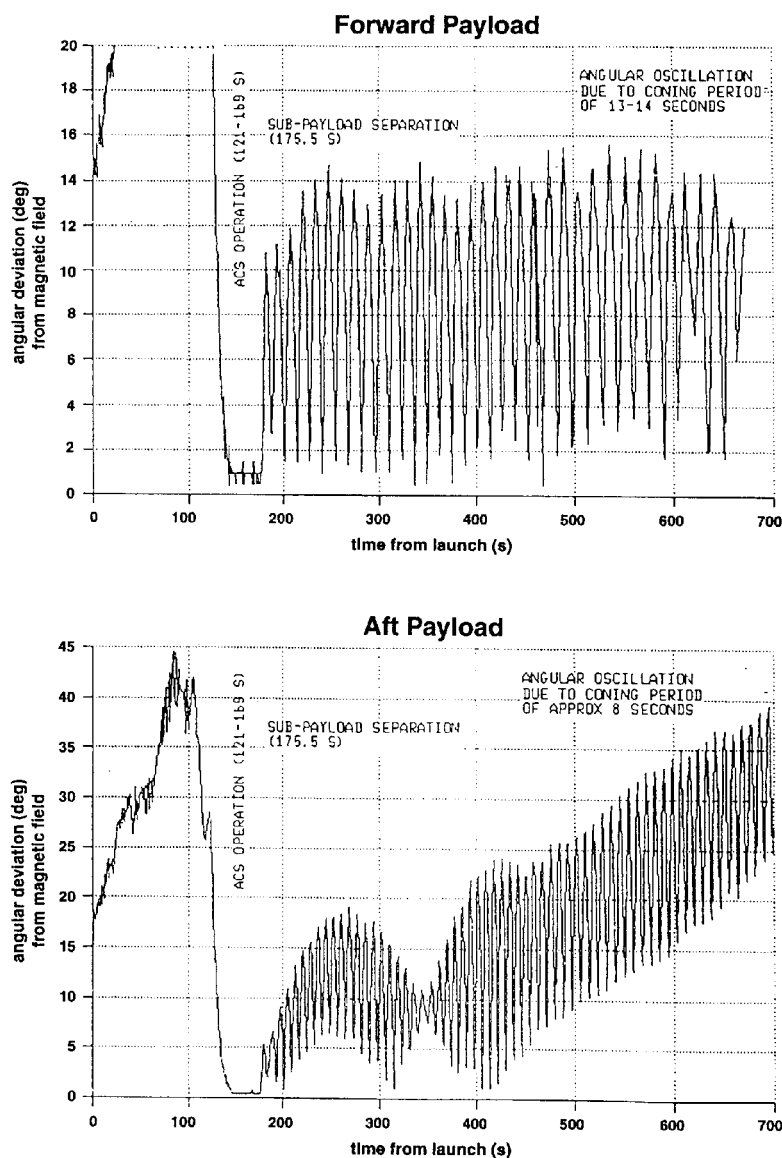 Forward Payload
angular deviation (deg)
from magnetic field
20
18
16
14
12
10
8
6
4
2
0
ACS OPERATION (121-169 S)
SUB-PAYLOAD SEPARATION
(175.5 S)
ANGULAR OSCILLATION
DUE TO CONING PERIOD
OF 13-14 SECONDS
0
100
200
300
400
500
600
700
time from launch (s)
Aft Payload
angular deviation (deg)
from magnetic field
45
40
35
30
25
20
15
10
5
0
ACS OPERATION (121-169 S)
SUB-PAYLOAD SEPARATION
(175.5 S)
ANGULAR OSCILLATION
DUE TO CONING PERIOD
OF APPROX 8 SECONDS
0
100
200
300
400
500
600
700
time from launch (s)